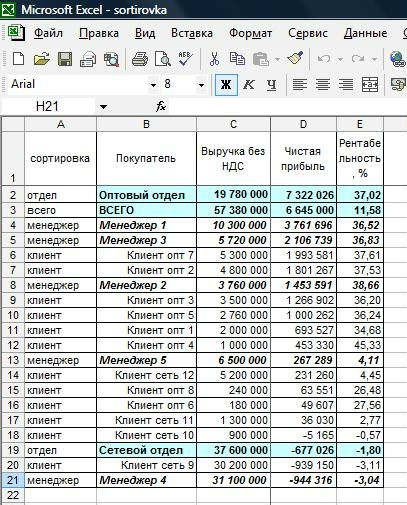 Microsoft Excel - sortirovka
Файл Правка Вид Вставка Формат Сервис Данные
Arial 8 Ж К Ч
H21 fx
A B C D E
1 сортировка Покупатель Выручка без НДС Чистая прибыль Рентабельность, %
2 отдел Оптовый отдел 19 780 000 7 322 026 37,02
3 всего ВСЕГО 57 380 000 6 645 000 11,58
4 менеджер Менеджер 1 10 300 000 3 761 696 36,52
5 менеджер Менеджер 3 5 720 000 2 106 739 36,83
6 клиент Клиент опт 7 5 300 000 1 993 581 37,61
7 клиент Клиент опт 2 4 800 000 1 801 267 37,53
8 менеджер Менеджер 2 3 760 000 1 453 591 38,66
9 клиент Клиент опт 3 3 500 000 1 266 902 36,20
10 клиент Клиент опт 5 2 760 000 1 000 262 36,24
11 клиент Клиент опт 1 2 000 000 693 527 34,68
12 клиент Клиент опт 4 1 000 000 453 330 45,33
13 менеджер Менеджер 5 6 500 000 267 289 4,11
14 клиент Клиент сеть 12 5 200 000 231 260 4,45
15 клиент Клиент опт 8 240 000 63 551 26,48
16 клиент Клиент опт 6 180 000 49 607 27,56
17 клиент Клиент сеть 11 1 300 000 36 030 2,77
18 клиент Клиент сеть 10 900 000 -5 165 -0,57
19 отдел Сетевой отдел 37 600 000 -677 026 -1,80
20 клиент Клиент сеть 9 30 200 000 -939 150 -3,11
21 менеджер Менеджер 4 31 100 000 -944 316 -3,04
22